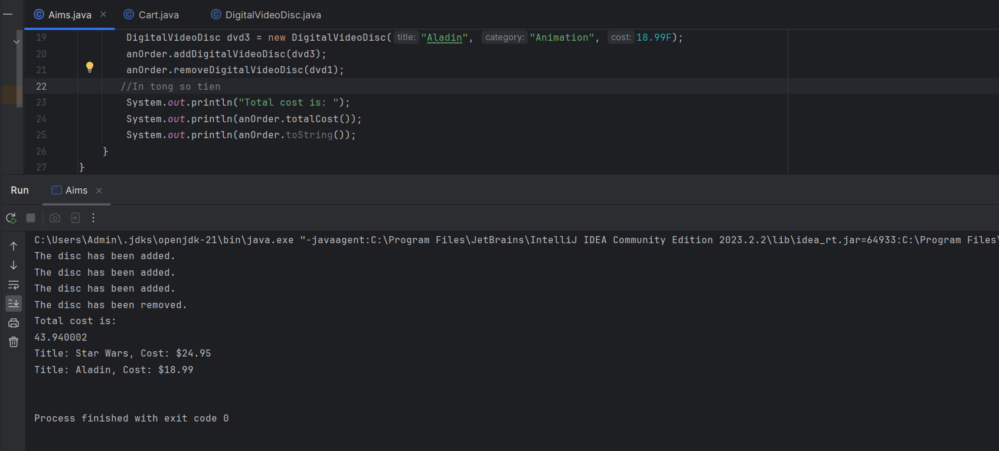 Aims.java Cart.java DigitalVideoDisc.java
19 DigitalVideoDisc dvd3 = new DigitalVideoDisc( title: "Aladin", category: "Animation", cost: 18.99F);
20 anOrder.addDigitalVideoDisc(dvd3);
21 anOrder.removeDigitalVideoDisc(dvd1);
22 //In tong so tien
23 System.out.println("Total cost is: ");
24 System.out.println(anOrder.totalCost());
25 System.out.println(anOrder.toString());
26 }
27 }
Run Aims
C:\Users\Admin\.jdks\openjdk-21\bin\java.exe "-javaagent:C:\Program Files\JetBrains\IntelliJ IDEA Community Edition 2023.2.2\lib\idea_rt.jar=64933:C:\Program Files\
The disc has been added.
The disc has been added.
The disc has been added.
The disc has been removed.
Total cost is:
43.940002
Title: Star Wars, Cost: $24.95
Title: Aladin, Cost: $18.99
Process finished with exit code 0